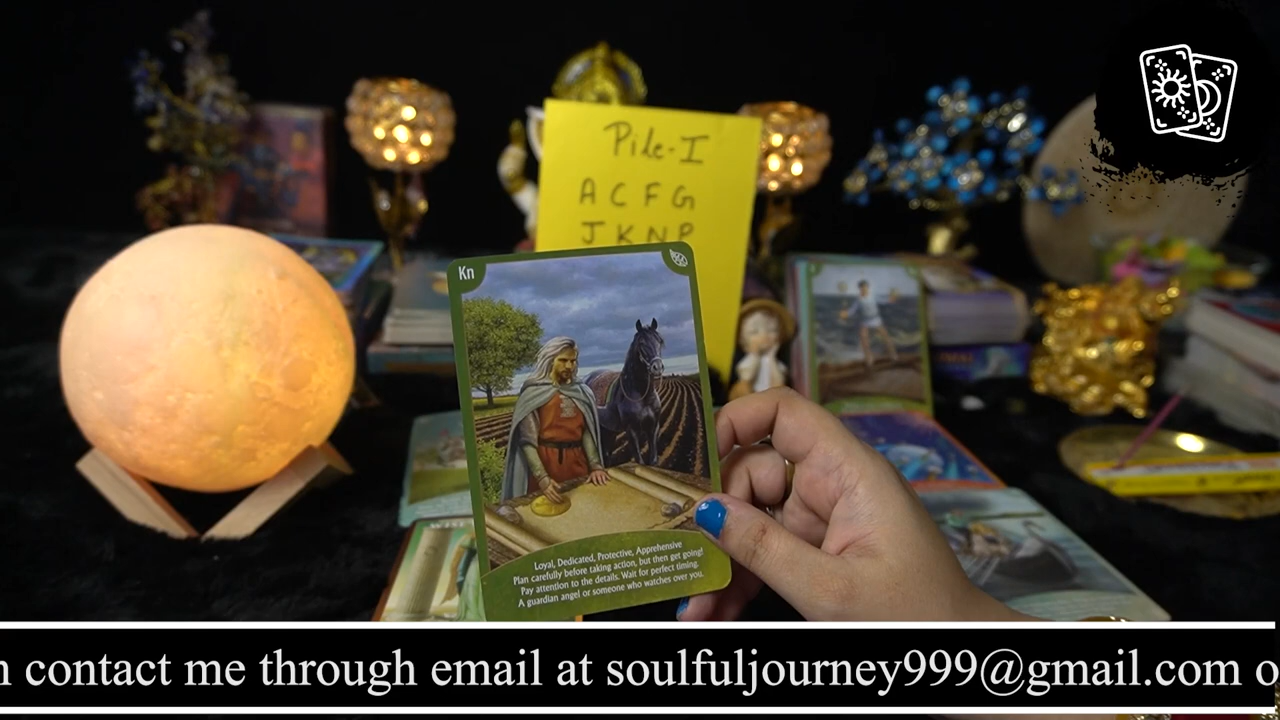 Pile-I
A C F G
J K N P
Kn
Loyal, Dedicated, Protective, Apprehensive
Plan carefully before taking action, but then get going!
Pay attention to the details. Wait for perfect timing.
A guardian angel or someone who watches over you.
contact me through email at soulfuljourney999@gmail.com